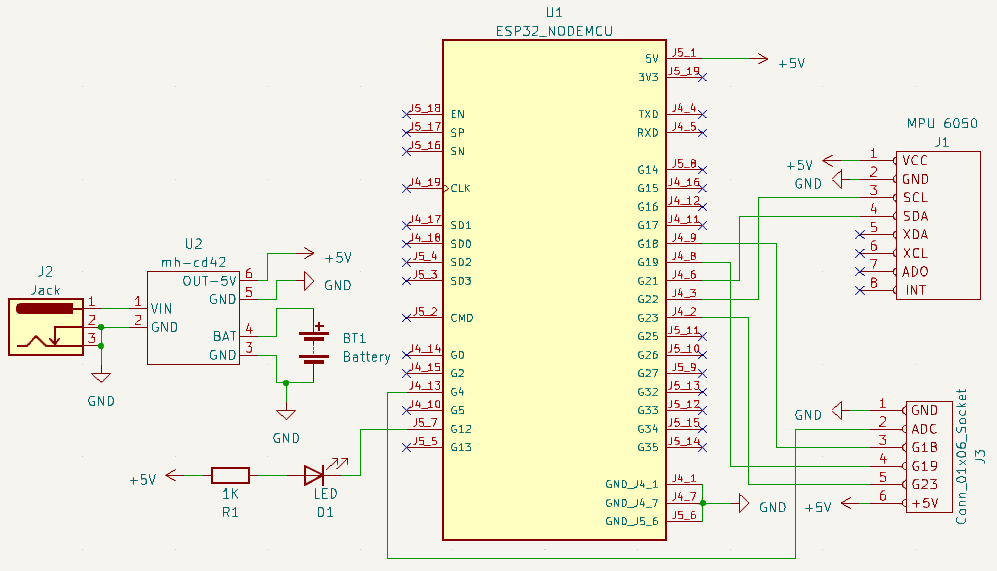 U1
ESP32_NODEMCU
5V J5_1 +5V
3V3 J5_19
J5_18 EN TXD J4_4
J5_17 SP RXD J4_5
J5_16 SN
G14 J5_8
J4_19 CLK G15 J4_16
G16 J4_12
J4_17 SD1 G17 J4_11
J4_18 SD0 G18 J4_9
J5_4 SD2 G19 J4_8
J5_3 SD3 G21 J4_6
G22 J4_3
J5_2 CMD G23 J4_2
G25 J5_11
J4_14 G0 G26 J5_10
J4_15 G2 G27 J5_9
J4_13 G4 G32 J5_13
J4_10 G5 G33 J5_12
J5_7 G12 G34 J5_15
J5_5 G13 G35 J5_14
GND_J4_1 J4_1
GND_J4_7 J4_7
GND_J5_6 J5_6
GND
MPU 6050
J1
+5V 1 VCC
GND 2 GND
3 SCL
4 SDA
5 XDA
6 XCL
7 ADO
8 INT
U2
mh-cd42
OUT-5V 6 +5V
GND 5 GND
1 VIN
2 GND
BAT 4
GND 3
J2
Jack
1
2
3
GND
+
BT1
Battery
GND
+5V
1K
R1
LED
D1
GND 1 GND
2 ADC
3 G18
4 G19
5 G23
+5V 6 +5V
Conn_01x06_Socket
J3